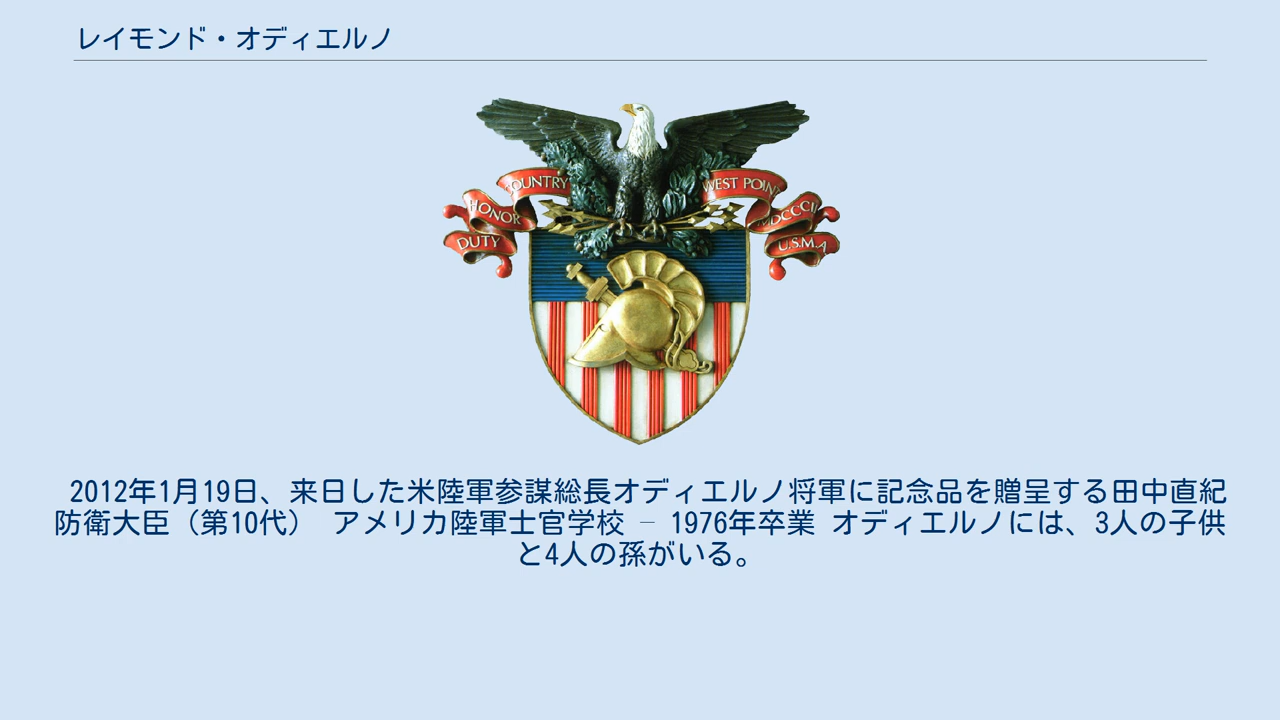 レイモンド・オディエルノ
COUNTRY
HONOR
DUTY
WEST POINT
MDCCCII
U.S.M.A
2012年1月19日、来日した米陸軍参謀総長オディエルノ将軍に記念品を贈呈する田中直紀
防衛大臣（第10代） アメリカ陸軍士官学校 – 1976年卒業 オディエルノには、3人の子供
と4人の孫がいる。